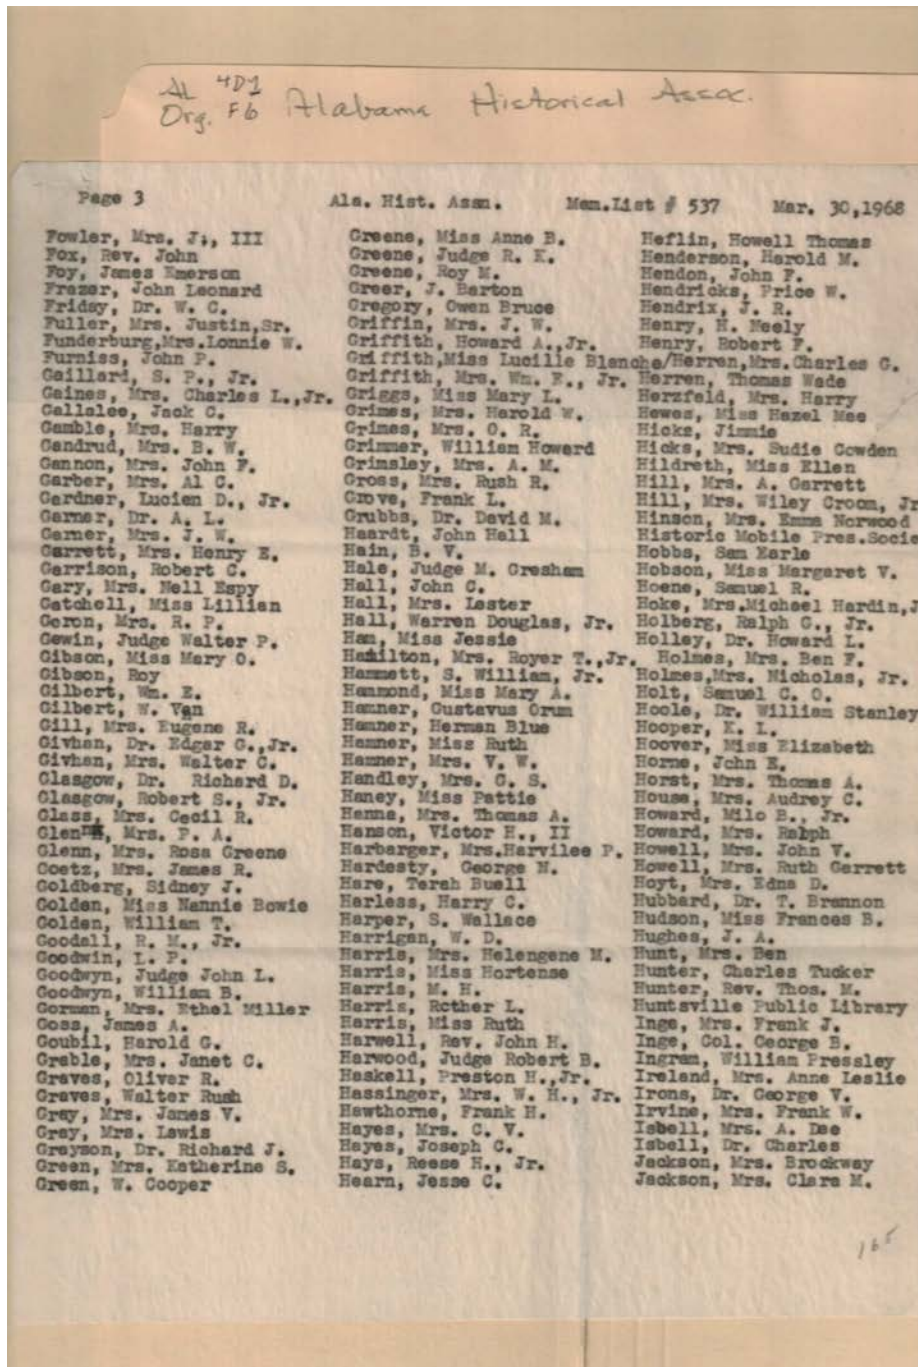 AL 4D1
Org. F6 Alabama Historical Assoc.
Page 3 Ala. Hist. Assn. Mem.List # 537 Mar. 30,1968
Fowler, Mrs. J., III
Fox, Rev. John
Foy, James Emerson
Frazer, John Leonard
Friday, Dr. W. C.
Fuller, Mrs. Justin,Sr.
Funderburg,Mrs.Lonnie W.
Furniss, John P.
Gaillard, S. P., Jr.
Gaines, Mrs. Charles L.,Jr.
Gallalee, Jack C.
Gamble, Mrs. Harry
Gandrud, Mrs. B. W.
Gannon, Mrs. John F.
Garber, Mrs. Al C.
Gardner, Lucien D., Jr.
Garner, Dr. A. L.
Garner, Mrs. J. W.
Garrett, Mrs. Henry E.
Garrison, Robert C.
Gary, Mrs. Nell Espy
Gatchell, Miss Lillian
Geron, Mrs. R. P.
Gewin, Judge Walter P.
Gibson, Miss Mary O.
Gibson, Roy
Gilbert, Wm. E.
Gilbert, W. Van
Gill, Mrs. Eugene R.
Givhan, Dr. Edgar G.,Jr.
Givhan, Mrs. Walter C.
Glasgow, Dr. Richard D.
Glasgow, Robert S., Jr.
Glass, Mrs. Cecil R.
Glenn, Mrs. P. A.
Glenn, Mrs. Rosa Greene
Goetz, Mrs. James R.
Goldberg, Sidney J.
Golden, Miss Nannie Bowie
Golden, William T.
Goodall, R. M., Jr.
Goodwin, L. P.
Goodwyn, Judge John L.
Goodwyn, William B.
Gorman, Mrs. Ethel Miller
Goss, James A.
Goubil, Harold G.
Grable, Mrs. Janet C.
Graves, Oliver R.
Graves, Walter Rush
Gray, Mrs. James V.
Gray, Mrs. Lewis
Grayson, Dr. Richard J.
Green, Mrs. Katherine S.
Green, W. Cooper
Greene, Miss Anne B.
Greene, Judge R. K.
Greene, Roy M.
Greer, J. Barton
Gregory, Owen Bruce
Griffin, Mrs. J. W.
Griffith, Howard A.,Jr.
Griffith,Miss Lucille Blanche/
Griffith, Mrs. Wm. E., Jr.
Griggs, Miss Mary L.
Grimes, Mrs. Harold W.
Grimes, Mrs. O. R.
Grimmer, William Howard
Grimsley, Mrs. A. M.
Gross, Mrs. Rush R.
Grove, Frank L.
Grubbs, Dr. David M.
Haardt, John Hall
Hain, B. V.
Hale, Judge M. Gresham
Hall, John C.
Hall, Mrs. Lester
Hall, Warren Douglas, Jr.
Ham, Miss Jessie
Hamilton, Mrs. Royer T.,Jr.
Hammett, S. William, Jr.
Hammond, Miss Mary A.
Hamner, Gustavus Orum
Hamner, Herman Blue
Hamner, Miss Ruth
Hamner, Mrs. V. W.
Handley, Mrs. C. S.
Haney, Miss Pattie
Hanna, Mrs. Thomas A.
Hanson, Victor H., II
Harbarger, Mrs.Harvilee P.
Hardesty, George N.
Hare, Terah Buell
Harless, Harry C.
Harper, S. Wallace
Harrigan, W. D.
Harris, Mrs. Helengene M.
Harris, Miss Hortense
Harris, M. H.
Harris, Rother L.
Harris, Miss Ruth
Harwell, Rev. John H.
Harwood, Judge Robert B.
Haskell, Preston H.,Jr.
Hassinger, Mrs. W. H., Jr.
Hawthorne, Frank H.
Hayes, Mrs. C. V.
Hayes, Joseph C.
Hays, Reese H., Jr.
Hearn, Jesse C.
Heflin, Howell Thomas
Henderson, Harold M.
Hendon, John F.
Hendricks, Price W.
Hendrix, J. R.
Henry, H. Neely
Henry, Robert F.
Herren,Mrs.Charles G.
Herren, Thomas Wade
Herzfeld, Mrs. Harry
Hewes, Miss Hazel Mae
Hicks, Jimmie
Hicks, Mrs. Sudie Cowden
Hildreth, Miss Ellen
Hill, Mrs. A. Garrett
Hill, Mrs. Wiley Croom, Jr
Hinson, Mrs. Emma Norwood
Historic Mobile Pres.Socie
Hobbs, Sam Earle
Hobson, Miss Margaret V.
Hoene, Samuel R.
Hoke, Mrs.Michael Hardin,J
Holberg, Ralph G., Jr.
Holley, Dr. Howard L.
Holmes, Mrs. Ben F.
Holmes,Mrs. Nicholas, Jr.
Holt, Samuel C. O.
Hoole, Dr. William Stanley
Hooper, K. L.
Hoover, Miss Elizabeth
Horne, John E.
Horst, Mrs. Thomas A.
House, Mrs. Audrey C.
Howard, Milo B., Jr.
Howard, Mrs. Ralph
Howell, Mrs. John V.
Howell, Mrs. Ruth Garrett
Hoyt, Mrs. Edna D.
Hubbard, Dr. T. Brannon
Hudson, Miss Frances B.
Hughes, J. A.
Hunt, Mrs. Ben
Hunter, Charles Tucker
Hunter, Rev. Thos. M.
Huntsville Public Library
Inge, Mrs. Frank J.
Inge, Col. George B.
Ingram, William Pressley
Ireland, Mrs. Anne Leslie
Irons, Dr. George V.
Irvine, Mrs. Frank W.
Isbell, Mrs. A. Dee
Isbell, Dr. Charles
Jackson, Mrs. Brockway
Jackson, Mrs. Clara M.
165